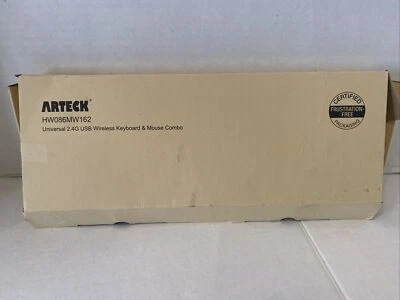 ARTECK
HW086MW162
Universal 2.4G USB Wireless Keyboard & Mouse Combo
CERTIFIED
FRUSTRATION-
FREE
PACKAGING